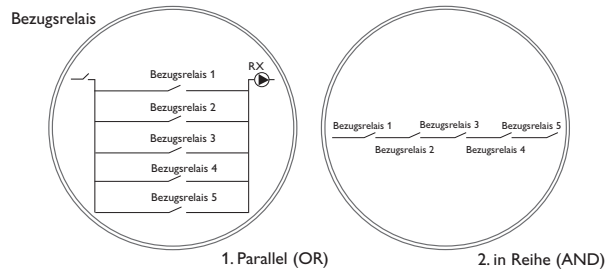 Bezugsrelais
RX
Bezugsrelais 1
Bezugsrelais 2
Bezugsrelais 3
Bezugsrelais 4
Bezugsrelais 5
1. Parallel (OR)
Bezugsrelais 1
Bezugsrelais 2
Bezugsrelais 3
Bezugsrelais 4
Bezugsrelais 5
2. in Reihe (AND)